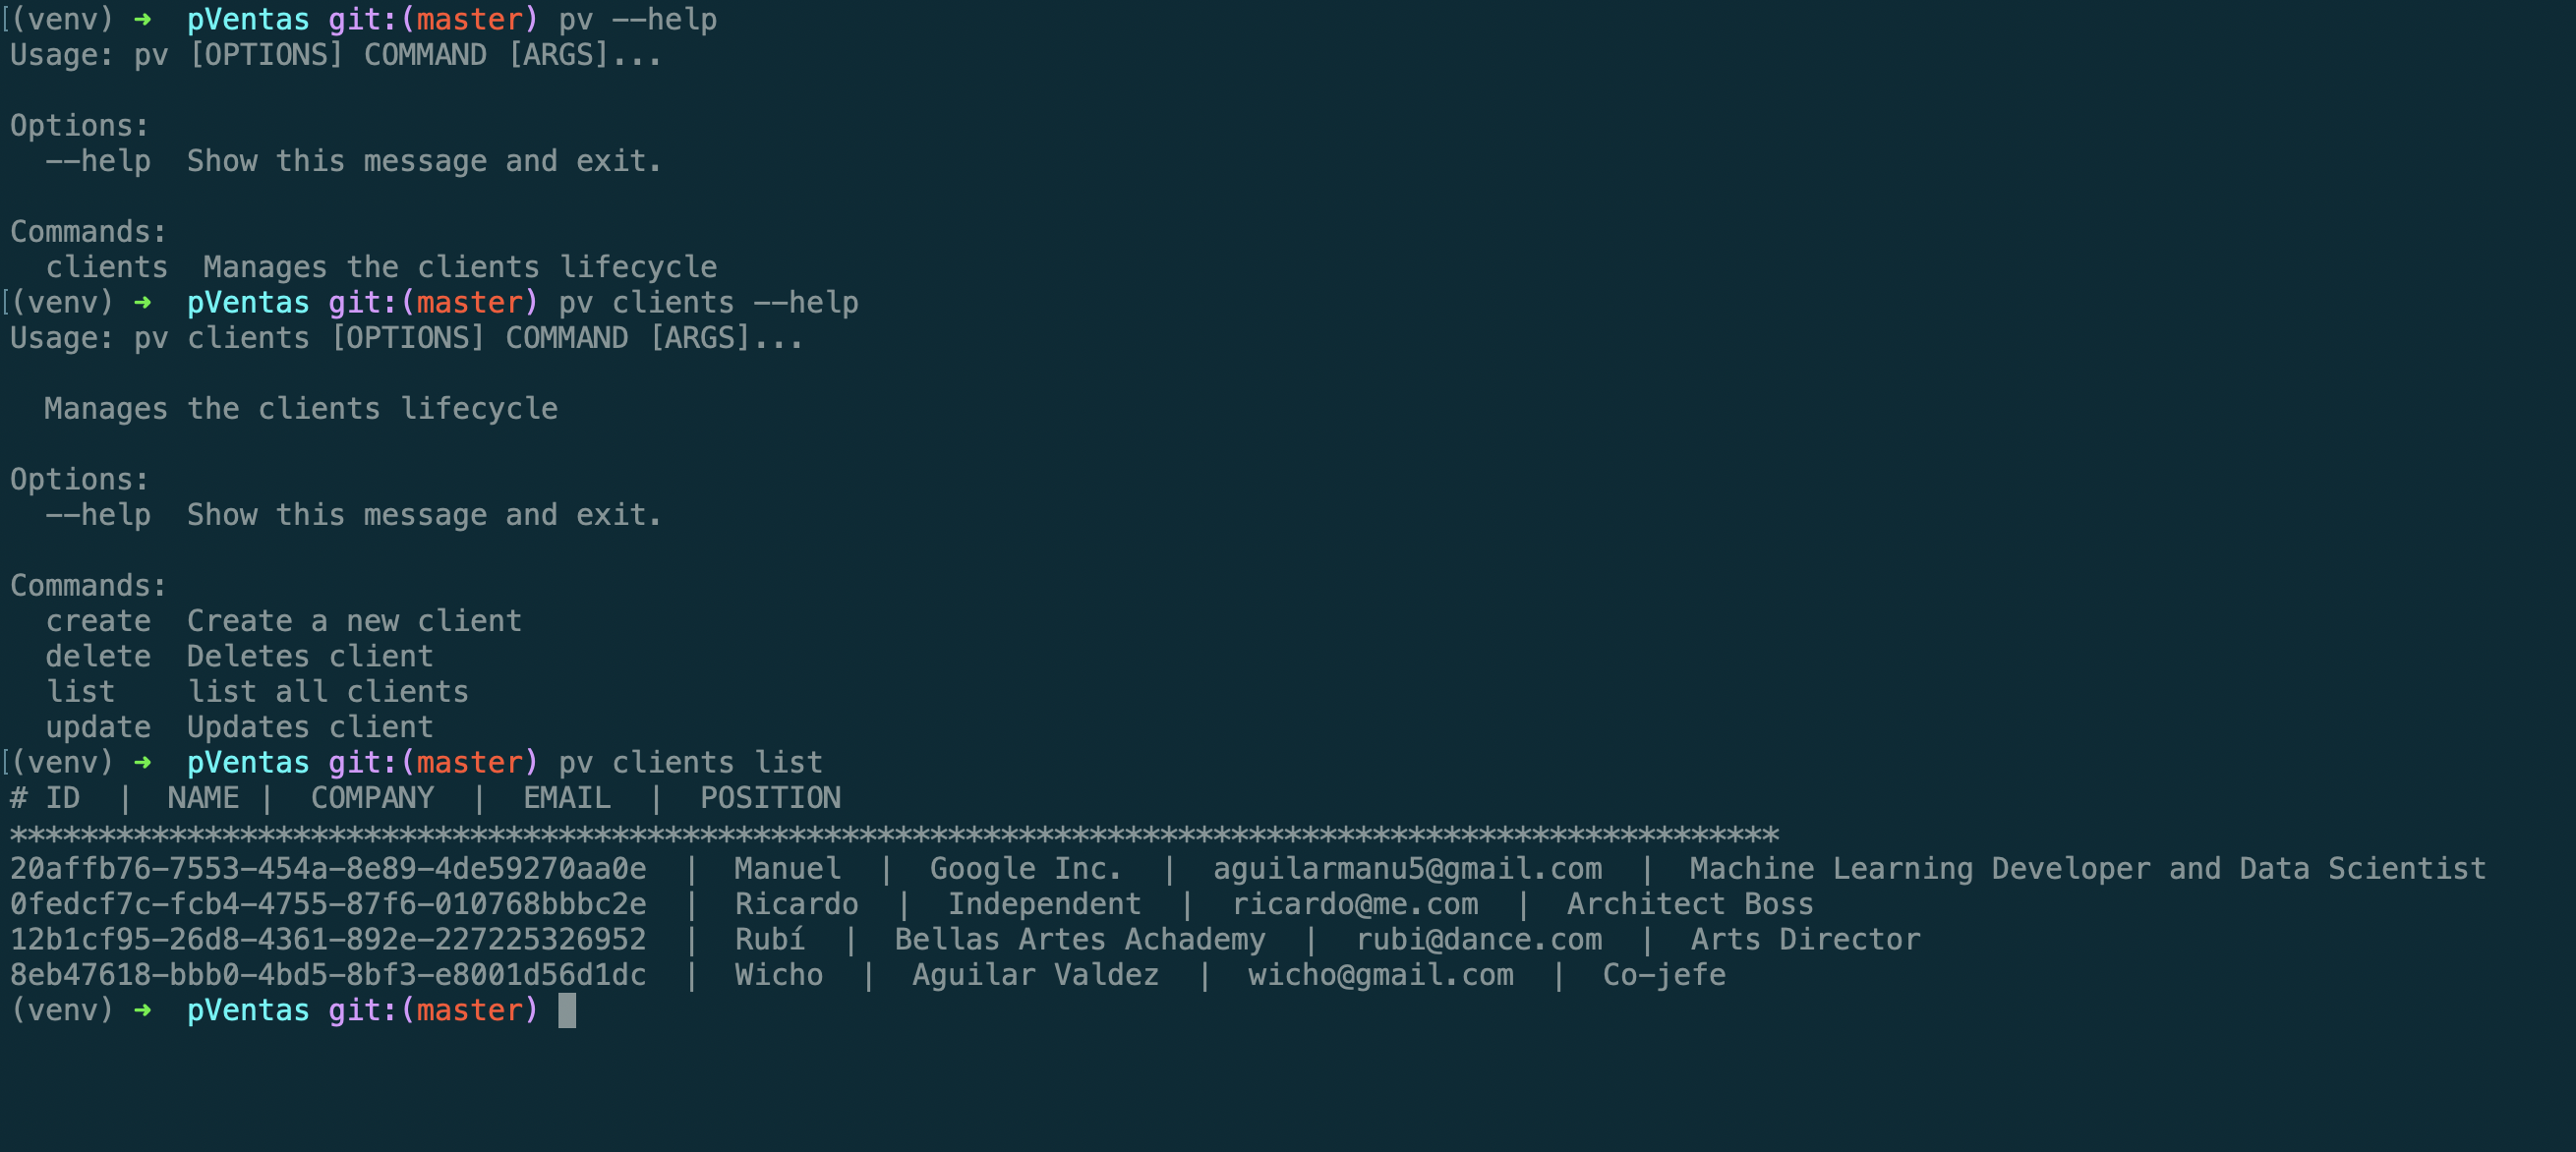 [(venv) ➜  pVentas git:(master) pv --help
Usage: pv [OPTIONS] COMMAND [ARGS]...

Options:
  --help  Show this message and exit.

Commands:
  clients  Manages the clients lifecycle
[(venv) ➜  pVentas git:(master) pv clients --help
Usage: pv clients [OPTIONS] COMMAND [ARGS]...

  Manages the clients lifecycle

Options:
  --help  Show this message and exit.

Commands:
  create  Create a new client
  delete  Deletes client
  list    list all clients
  update  Updates client
[(venv) ➜  pVentas git:(master) pv clients list
# ID  |  NAME |  COMPANY  |  EMAIL  |  POSITION
****************************************************************************************************
20affb76-7553-454a-8e89-4de59270aa0e  |  Manuel  |  Google Inc.  |  aguilarmanu5@gmail.com  |  Machine Learning Developer and Data Scientist
0fedcf7c-fcb4-4755-87f6-010768bbbc2e  |  Ricardo  |  Independent  |  ricardo@me.com  |  Architect Boss
12b1cf95-26d8-4361-892e-227225326952  |  Rubí  |  Bellas Artes Achademy  |  rubi@dance.com  |  Arts Director
8eb47618-bbb0-4bd5-8bf3-e8001d56d1dc  |  Wicho  |  Aguilar Valdez  |  wicho@gmail.com  |  Co-jefe
(venv) ➜  pVentas git:(master)